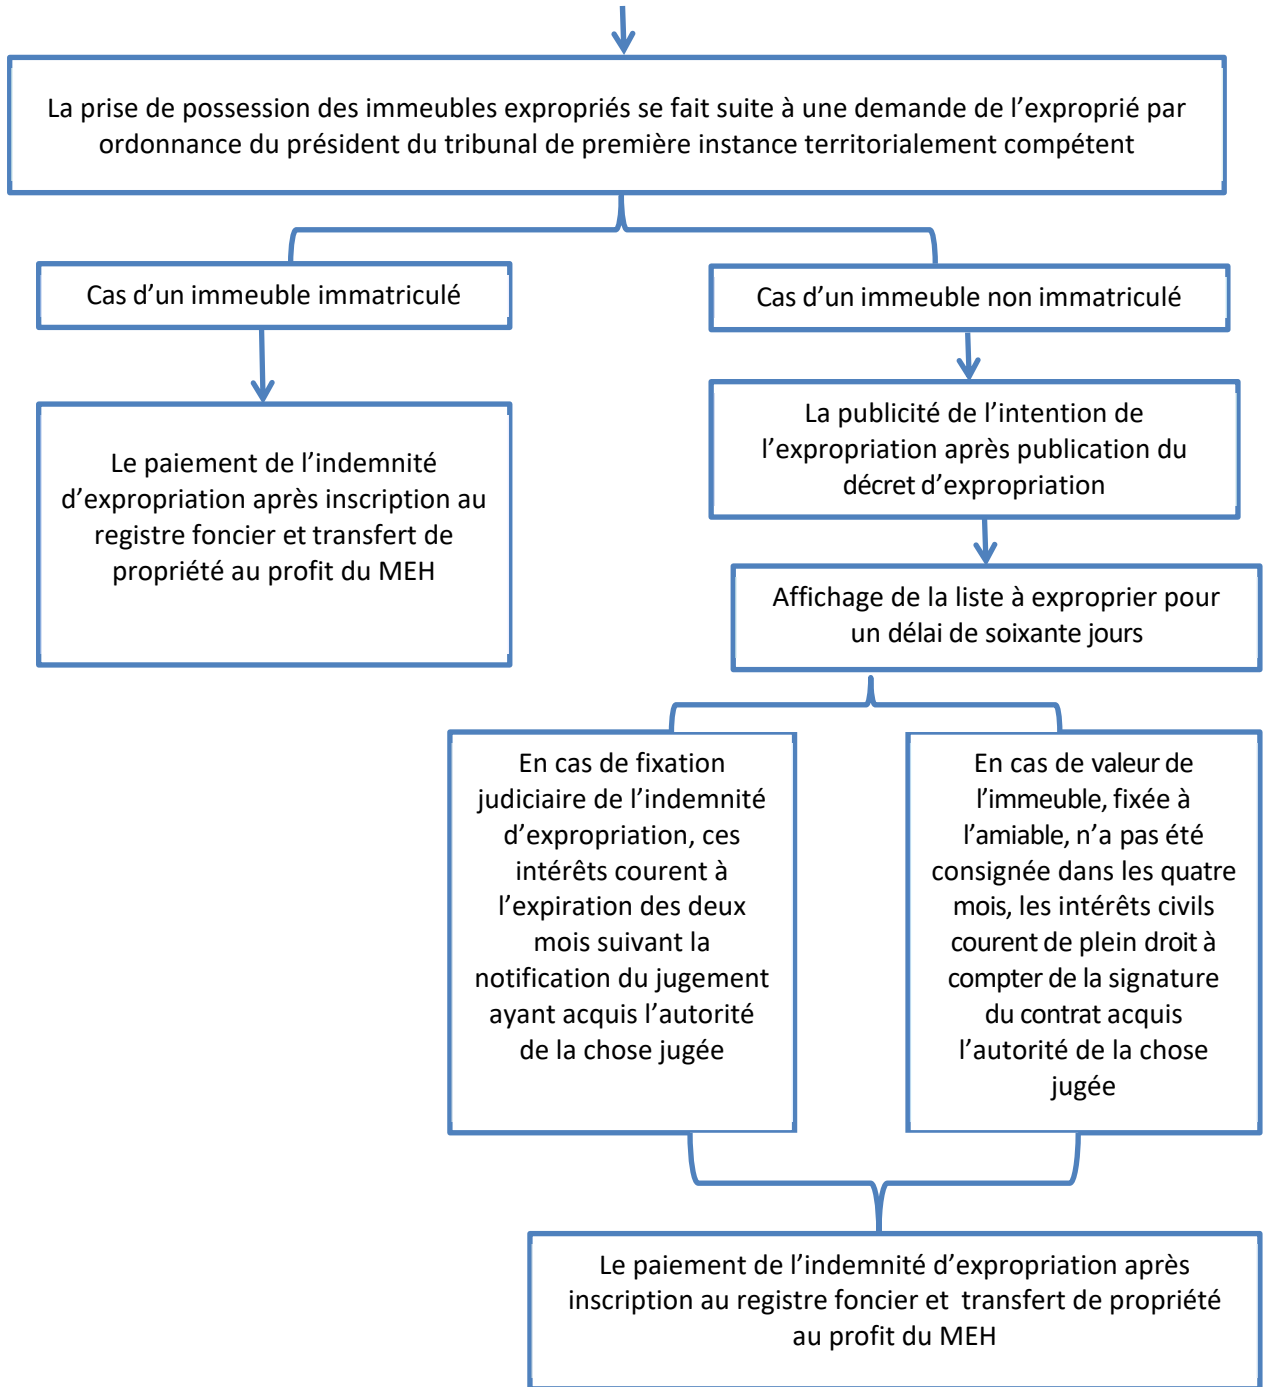 La prise de possession des immeubles expropriés se fait suite à une demande de l’exproprié par
ordonnance du président du tribunal de première instance territorialement compétent
Cas d’un immeuble immatriculé
Le paiement de l’indemnité
d’expropriation après inscription au
registre foncier et transfert de
propriété au profit du MEH
Cas d’un immeuble non immatriculé
La publicité de l’intention de
l’expropriation après publication du
décret d’expropriation
Affichage de la liste à exproprier pour
un délai de soixante jours
En cas de fixation
judiciaire de l’indemnité
d’expropriation, ces
intérêts courent à
l’expiration des deux
mois suivant la
notification du jugement
ayant acquis l’autorité
de la chose jugée
En cas de valeur de
l’immeuble, fixée à
l’amiable, n’a pas été
consignée dans les quatre
mois, les intérêts civils
courent de plein droit à
compter de la signature
du contrat acquis
l’autorité de la chose
jugée
Le paiement de l’indemnité d’expropriation après
inscription au registre foncier et transfert de propriété
au profit du MEH